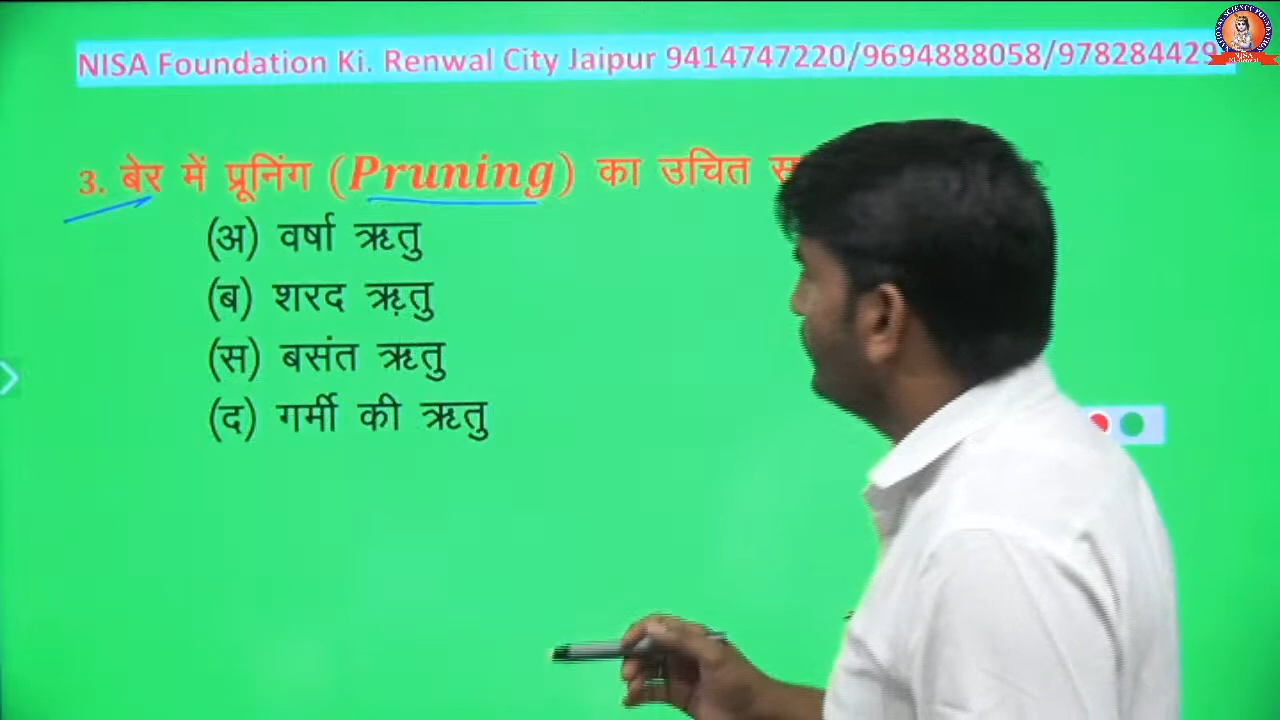 NISA Foundation Ki. Renwal City Jaipur 9414747220/9694888058/978284429
3. बेर में प्रूनिंग (Pruning) का उचित
(अ) वर्षा ऋतु
(ब) शरद ऋ़तु
(स) बसंत ऋतु
(द) गर्मी की ऋतु